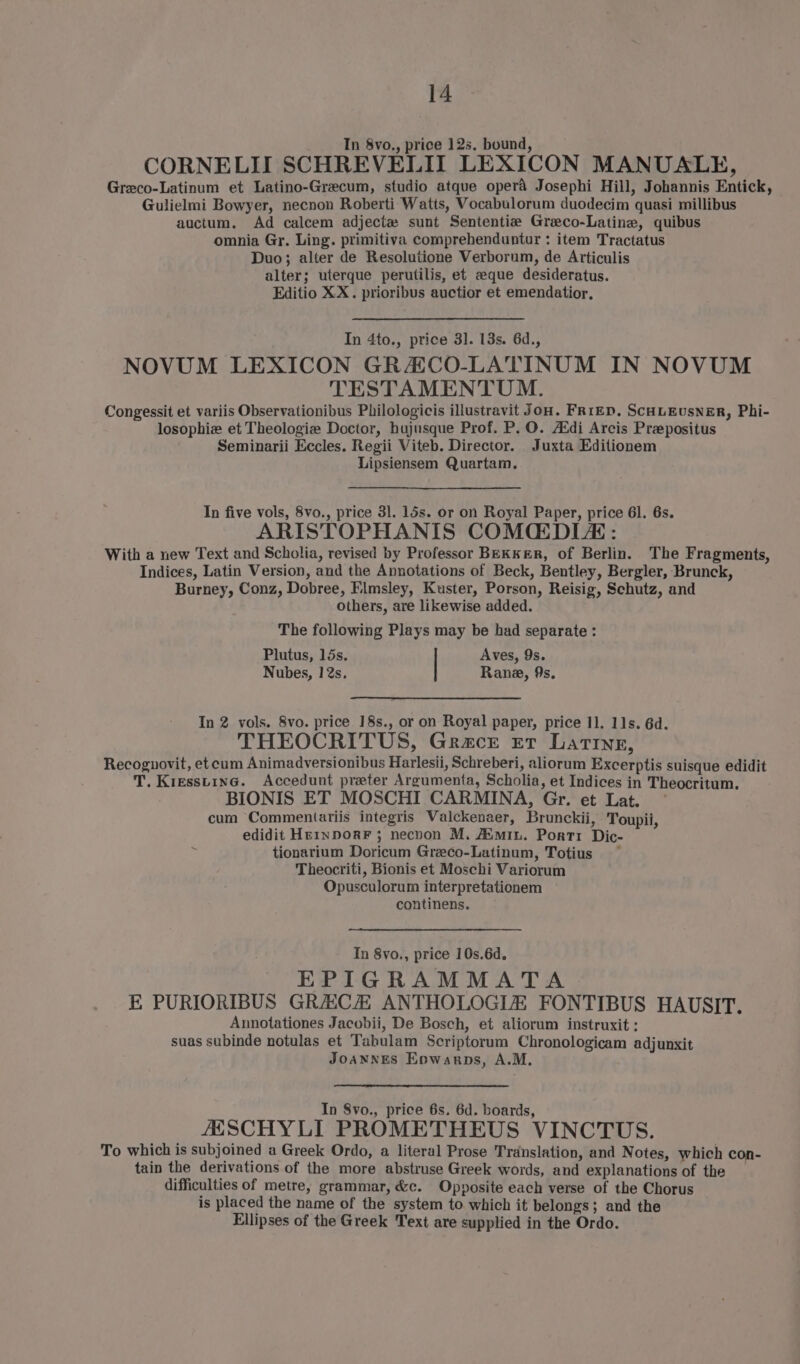 14
In 8vo., price 12s. bound,
CORNELII SCHREVELII LEXICON MANUALE,
Græco-Latinum et Latino-Græcum, studio atque operâ Josephi Hill, Johannis Entick,
Gulielmi Bowyer, necnon Roberti Watts, Vocabulorum duodecim quasi millibus
auctum. Ad calcem adjectæ sunt Sententiæ Græco-Latinæ, quibus
omnia Gr. Ling. primitiva comprehenduntur: item Tractatus
Duo; alter de Resolutione Verborum, de Articulis
alter; uterque perutilis, et æque desideratus.
Editio XX. prioribus auctior et emendatior.
In 4to., price 3l. 13s. 6d.,
NOVUM LEXICON GRÆCO-LATINUM IN NOVUM
TESTAMENTUM.
Congessit et variis Observationibus Philologicis illustravit JOH. FRIED. SCHLEUSNER, Phi-
losophiæ et Theologiæ Doctor, hujusque Prof. P. O. Ædi Arcis Præpositus
Seminarii Eccles. Regii Viteb. Director. Juxta Editionem
Lipsiensem Quartam.
In five vols, 8vo., price 3l. 15s. or on Royal Paper, price 6l. 6s.
ARISTOPHANIS COMŒDIÆ:
With a new Text and Scholia, revised by Professor BEKKER, of Berlin. The Fragments,
Indices, Latin Version, and the Annotations of Beck, Bentley, Bergler, Brunck,
Burney, Conz, Dobree, Elmsley, Kuster, Porson, Reisig, Schutz, and
others, are likewise added.
The following Plays may be had separate:
Plutus, 15s. Aves, 9s.
Nubes, 12s. Ranæ, 9s.
In 2 vols. 8vo. price 18s., or on Royal paper, price 1l. 11s. 6d.
THEOCRITUS, GRÆCE ET LATINE,
Recognovit, et cum Animadversionibus Harlesii, Schreberi, aliorum Excerptis suisque edidit
T. KIESSLING. Accedunt præter Argumenta, Scholia, et Indices in Theocritum.
BIONIS ET MOSCHI CARMINA, Gr. et Lat.
cum Commentariis integris Valckenaer, Brunckii, Toupii,
edidit HEINDORF; necnon M. ÆMIL. PORTI Dic-
tionarium Doricum Græco-Latinum, Totius
Theocriti, Bionis et Moschi Variorum
Opusculorum interpretationem
continens.
In 8vo., price 10s.6d.
EPIGRAMMATA
E PURIORIBUS GRÆCÆ ANTHOLOGIÆ FONTIBUS HAUSIT.
Annotationes Jacobii, De Bosch, et aliorum instruxit:
suas subinde notulas et Tabulam Scriptorum Chronologicam adjunxit
JOANNES EDWARDS, A.M.
In 8vo., price 6s. 6d. boards,
ÆSCHYLI PROMETHEUS VINCTUS.
To which is subjoined a Greek Ordo, a literal Prose Translation, and Notes, which con-
tain the derivations of the more abstruse Greek words, and explanations of the
difficulties of metre, grammar, &c. Opposite each verse of the Chorus
is placed the name of the system to which it belongs; and the
Ellipses of the Greek Text are supplied in the Ordo.